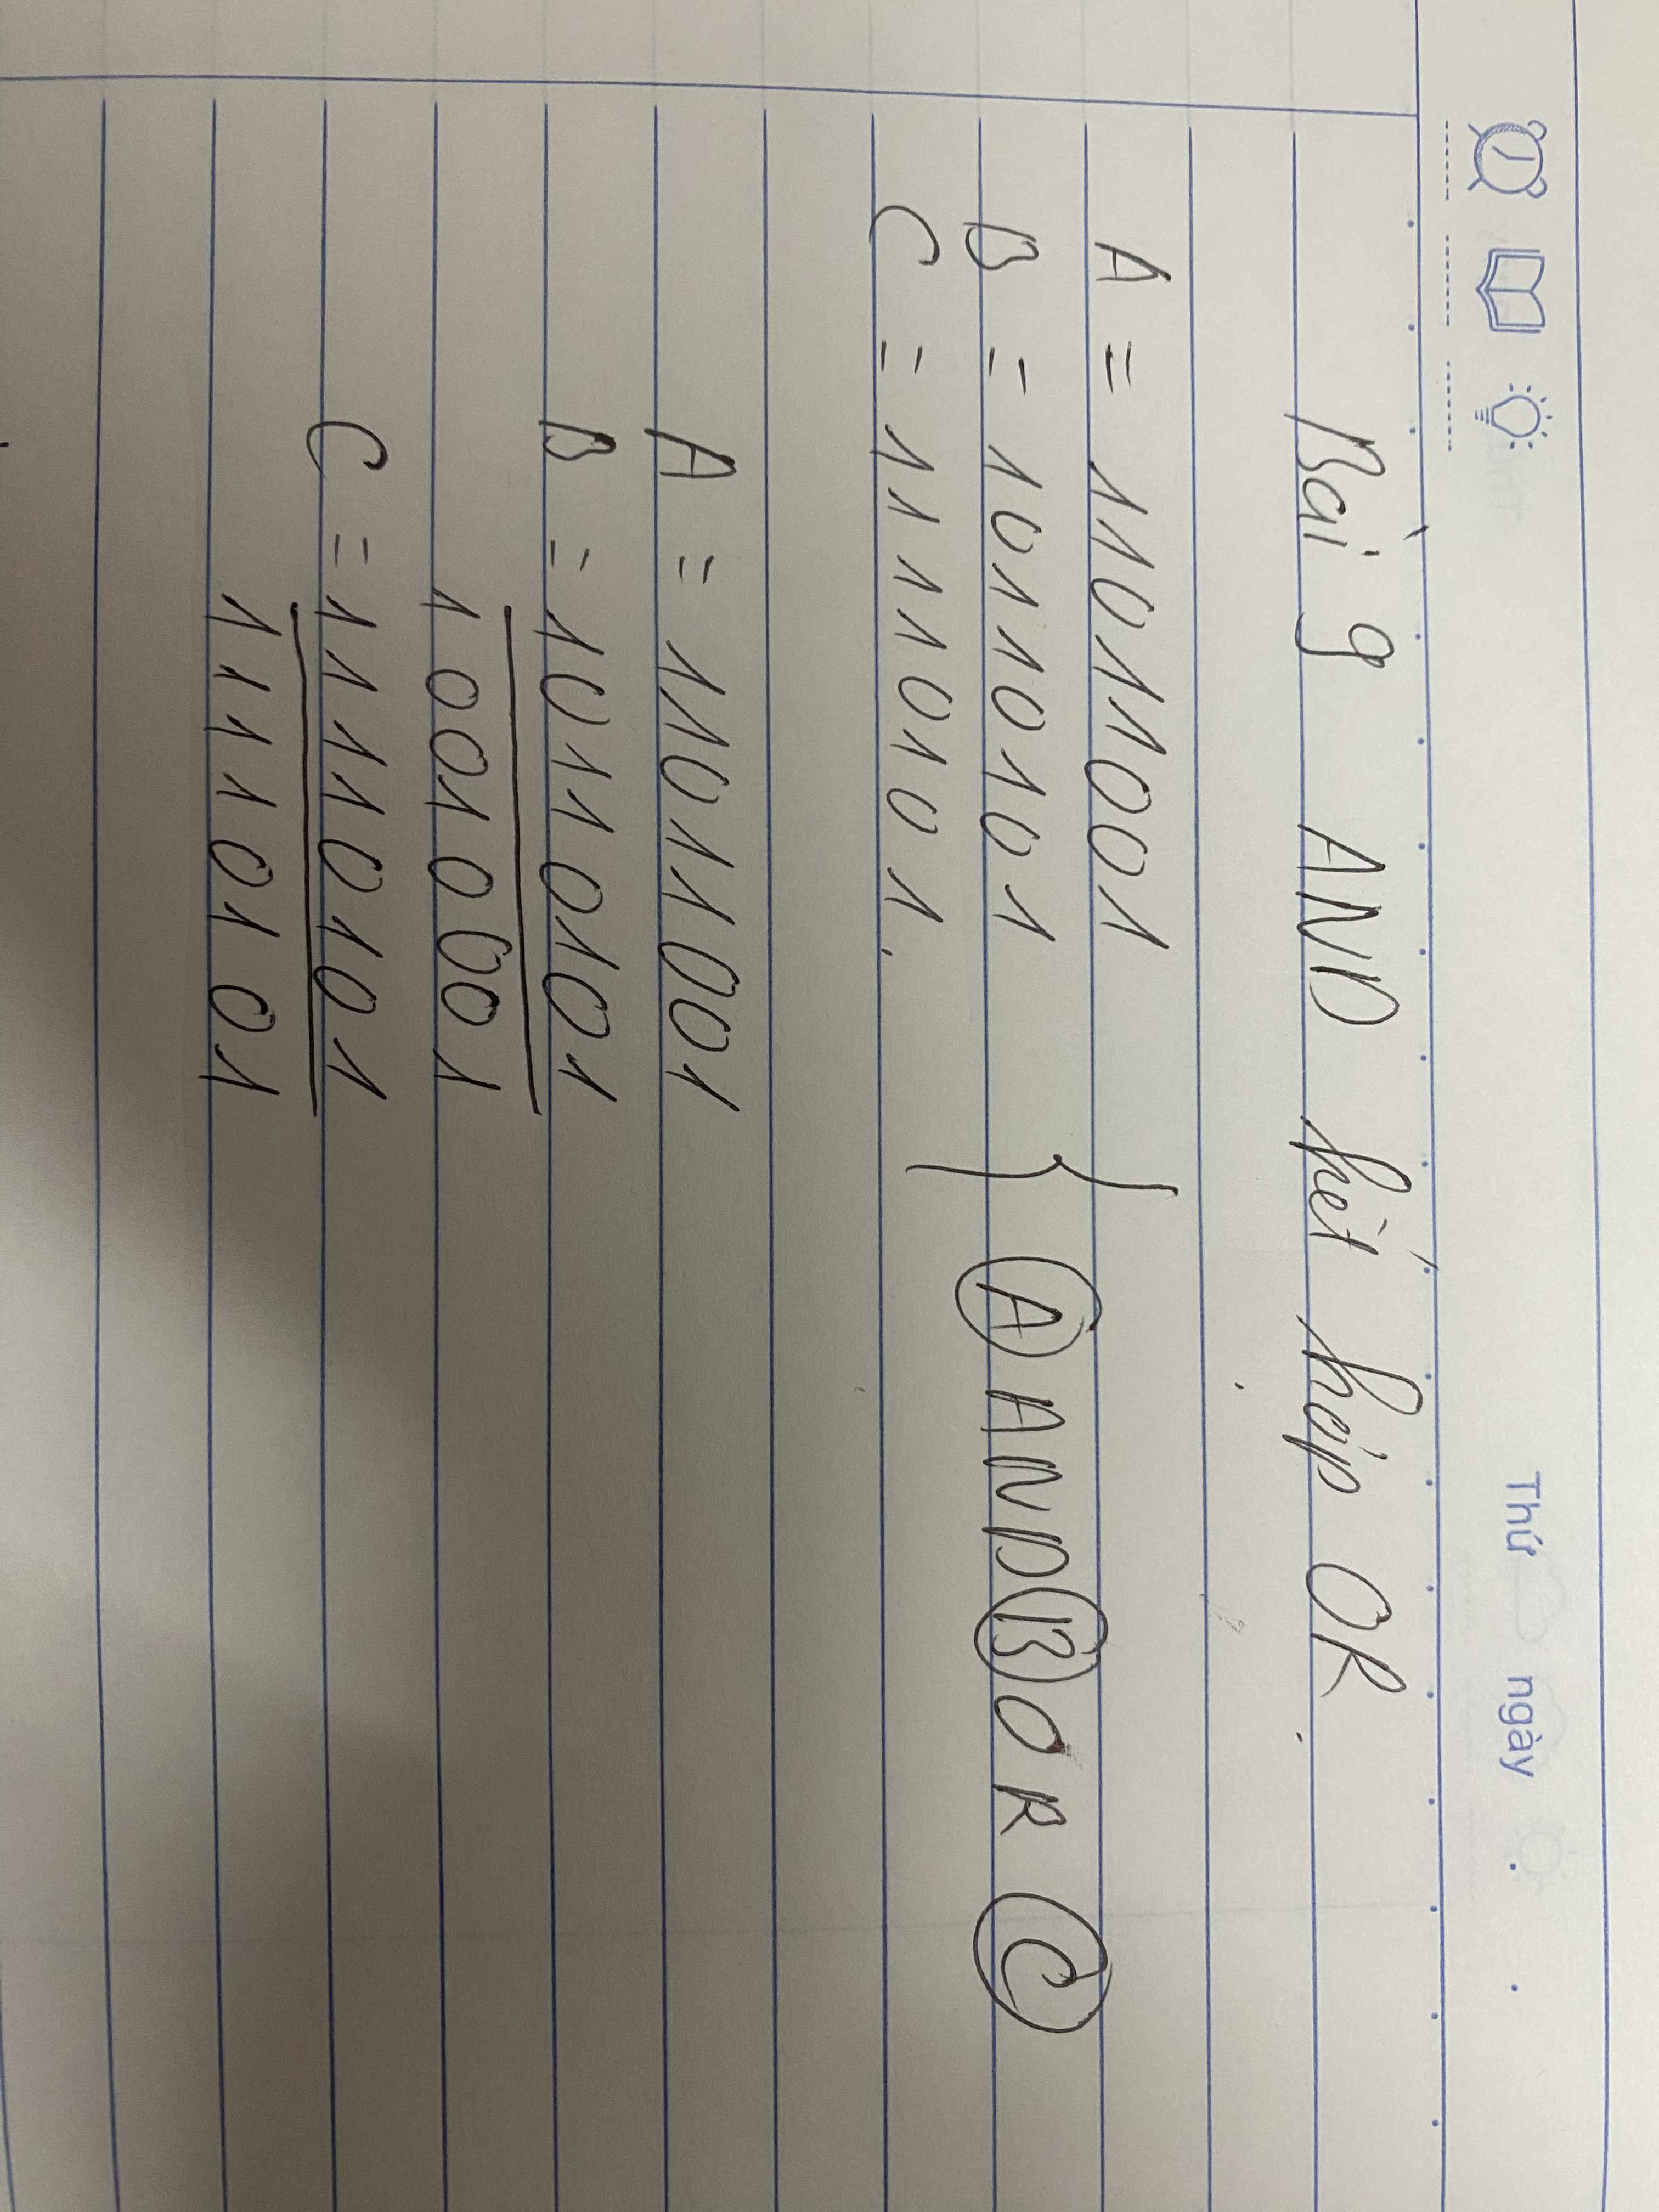 Thứ ngày
Bài 9 AND kết hợp OR
A = 11011001
B = 10110101
C = 11110101.
A AND B OR C
A = 11011001
B = 10110101
10010001
C = 11110101
11110101